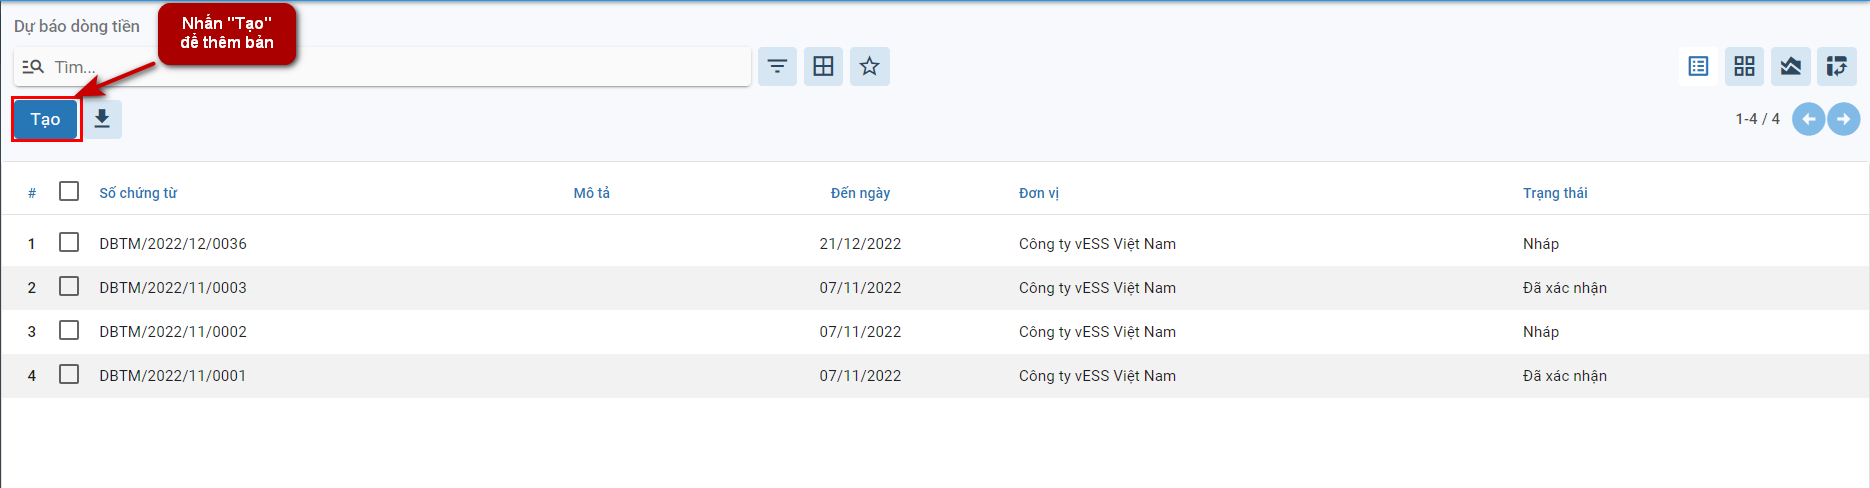 Dự báo dòng tiền
Nhấn "Tạo"
để thêm bản
Tìm...
Tạo
1-4 / 4
# Số chứng từ Mô tả Đến ngày Đơn vị Trạng thái
1 DBTM/2022/12/0036 21/12/2022 Công ty vESS Việt Nam Nháp
2 DBTM/2022/11/0003 07/11/2022 Công ty vESS Việt Nam Đã xác nhận
3 DBTM/2022/11/0002 07/11/2022 Công ty vESS Việt Nam Nháp
4 DBTM/2022/11/0001 07/11/2022 Công ty vESS Việt Nam Đã xác nhận